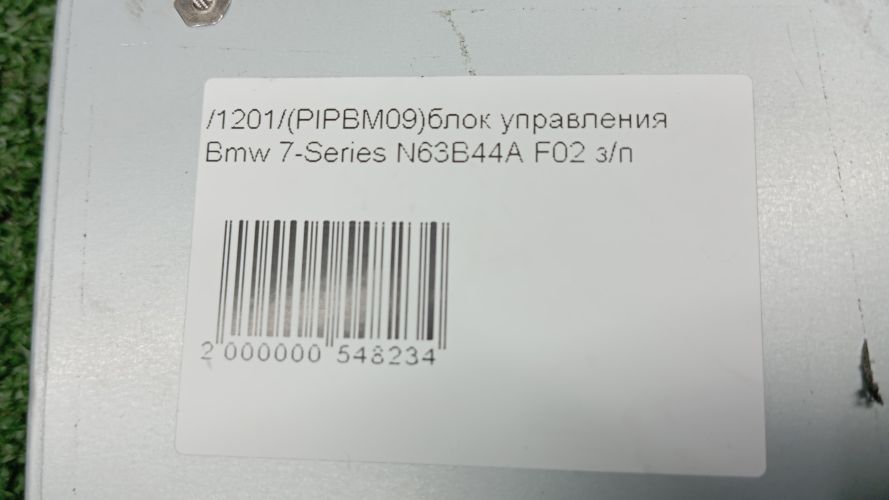 /1201/(PIPBM09)блок управления
Bmw 7-Series N63B44A F02 з/п
2 000000 548234